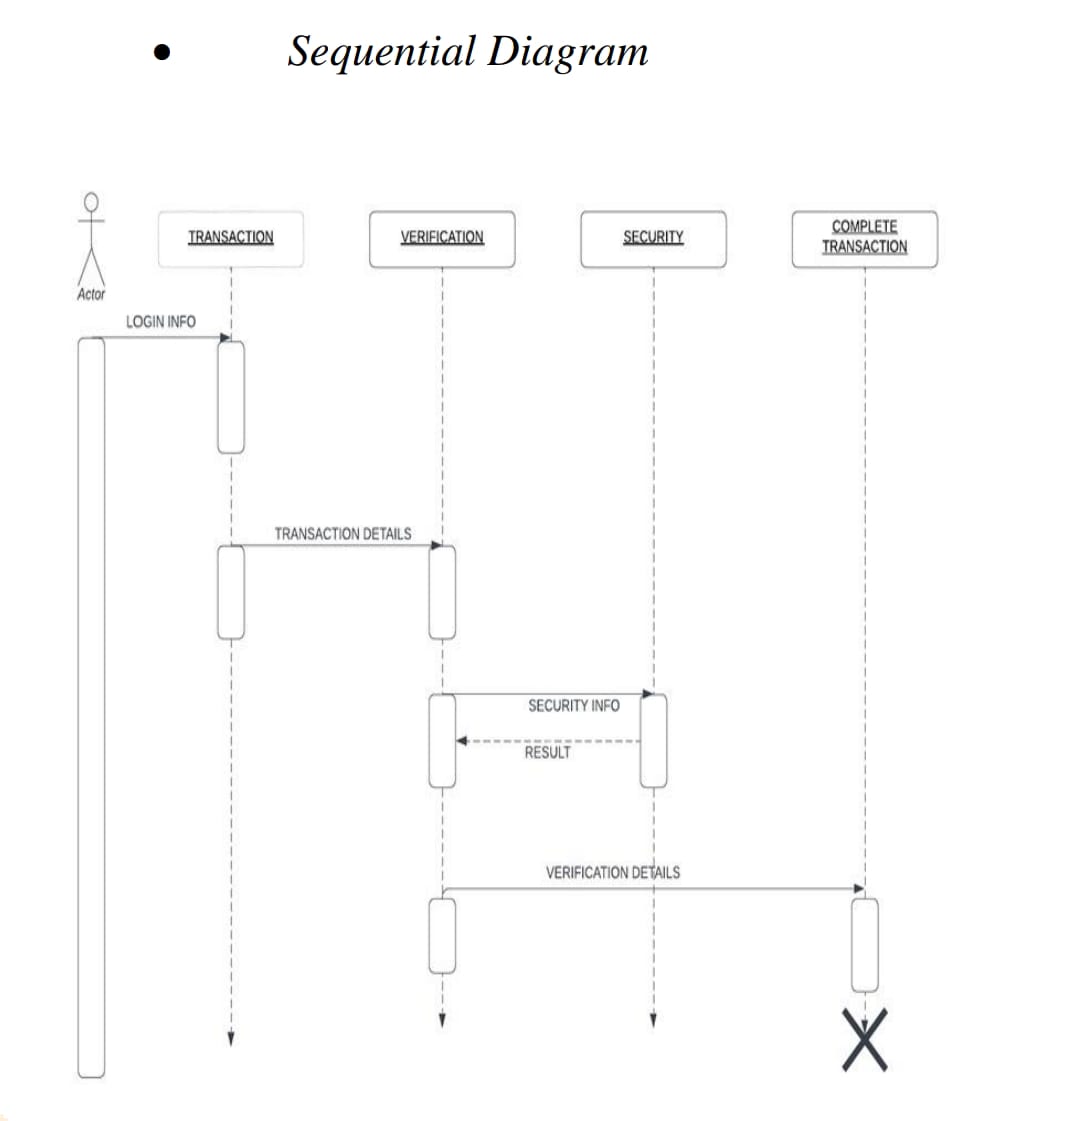 • Sequential Diagram
Actor
TRANSACTION
VERIFICATION
SECURITY
COMPLETE
TRANSACTION
LOGIN INFO
TRANSACTION DETAILS
SECURITY INFO
RESULT
VERIFICATION DETAILS